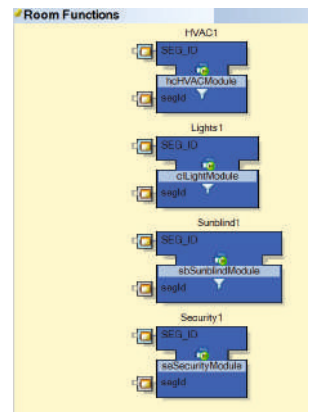 Room Functions
HVAC1
SEG_ID
hcHVACModule
segId
Lights1
SEG_ID
clLightModule
segId
Sunblind1
SEG_ID
sbSunblindModule
segId
Security1
SEG_ID
seSecurityModule
segId